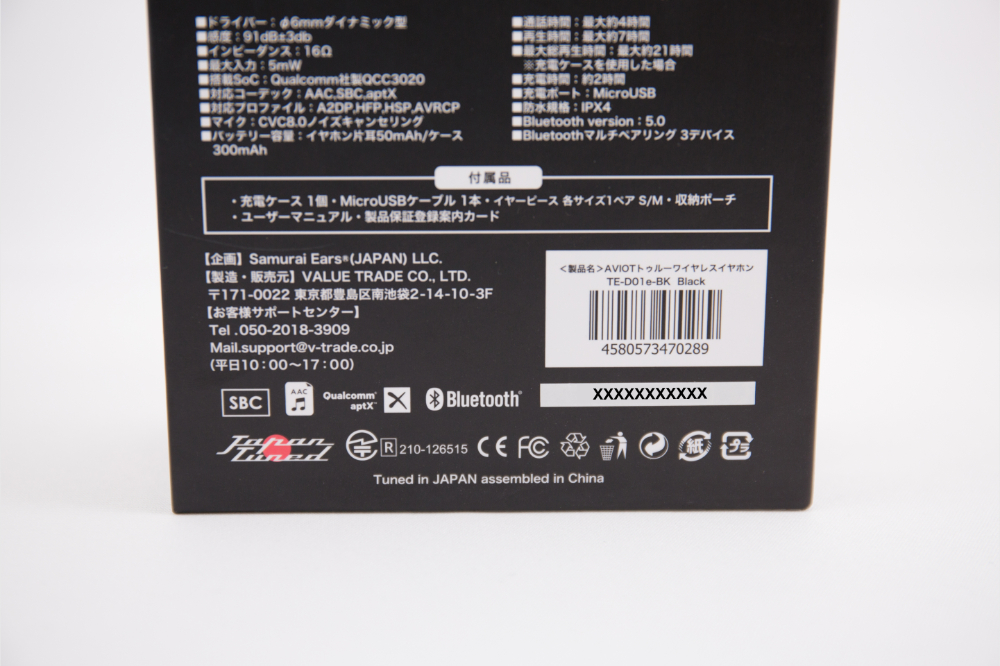 ■ドライバー：φ6mmダイナミック型
■感度：91dB±3db
■インピーダンス：16Ω
■最大入力：5mW
■搭載SoC：Qualcomm社製QCC3020
■対応コーデック：AAC,SBC,aptX
■対応プロファイル：A2DP,HFP,HSP,AVRCP
■マイク：CVC8.0ノイズキャンセリング
■バッテリー容量：イヤホン片耳50mAh/ケース
300mAh
■通話時間：最大約4時間
■再生時間：最大約7時間
■最大総再生時間：最大約21時間
※充電ケースを使用した場合
■充電時間：約2時間
■充電ポート：MicroUSB
■防水規格：IPX4
■Bluetooth version：5.0
■Bluetoothマルチペアリング 3デバイス
付属品
・充電ケース 1個・MicroUSBケーブル 1本・イヤーピース 各サイズ1ペア S/M・収納ポーチ
・ユーザーマニュアル・製品保証登録案内カード
【企画】Samurai Ears®(JAPAN) LLC.
【製造・販売元】VALUE TRADE CO., LTD.
〒171-0022 東京都豊島区南池袋2-14-10-3F
【お客様サポートセンター】
Tel .050-2018-3909
Mail.support@v-trade.co.jp
(平日10：00〜17：00)
＜製品名＞AVIOTトゥルーワイヤレスイヤホン
TE-D01e-BK Black
4580573470289
XXXXXXXXXXX
SBC
AAC
Qualcomm®
aptX™
Bluetooth®
Japan
Tuned
R 210-126515
CE FC 紙 プラ
Tuned in JAPAN assembled in China